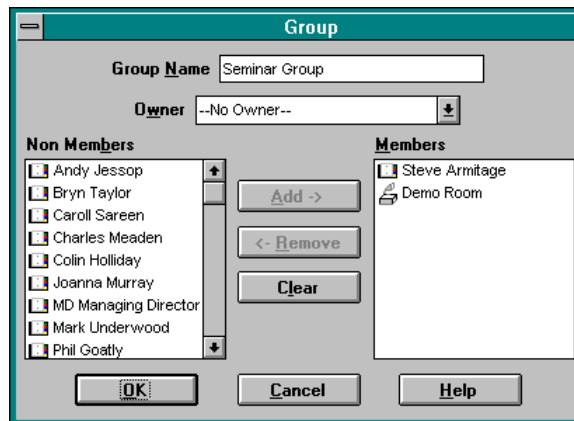 Group
Group Name Seminar Group
Owner --No Owner--
Non Members
Andy Jessop
Bryn Taylor
Caroll Sareen
Charles Meaden
Colin Holliday
Joanna Murray
MD Managing Director
Mark Underwood
Phil Goatly
Add ->
<- Remove
Clear
Members
Steve Armitage
Demo Room
OK Cancel Help